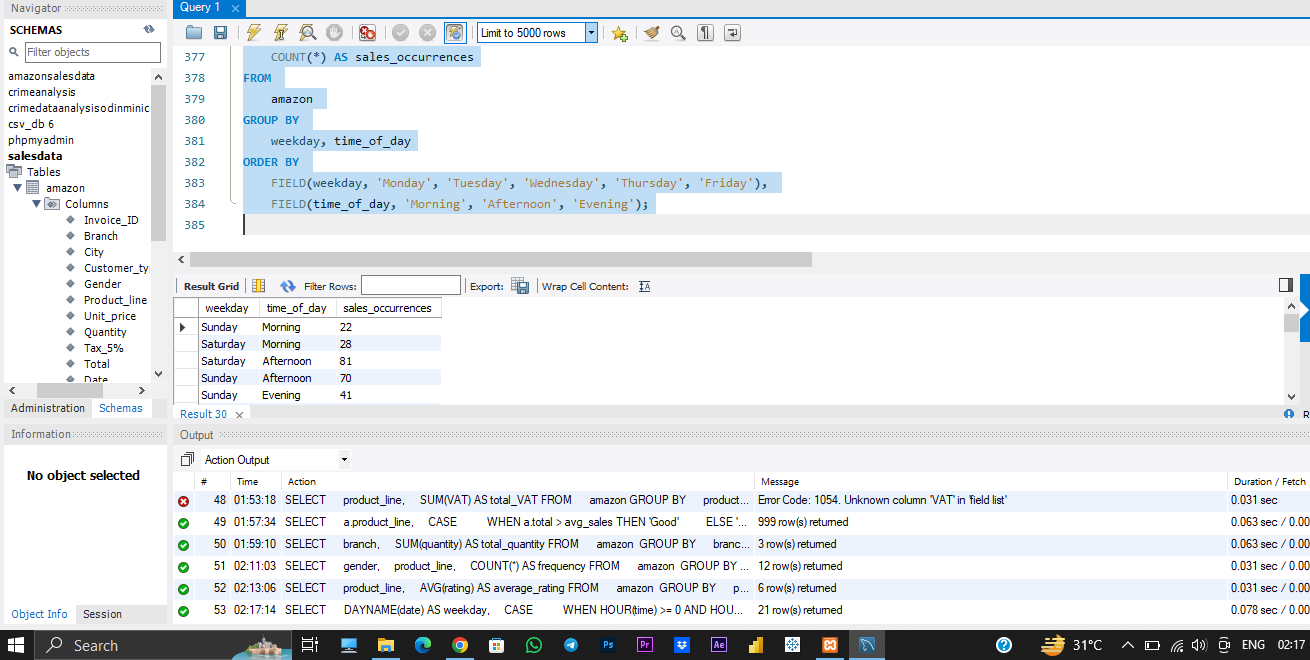 Navigator
Query 1
SCHEMAS
Filter objects
amazonsalesdata
crimeanalysis
crimedataanalysisodinminic
csv_db 6
phpmyadmin
salesdata
Tables
amazon
Columns
Invoice_ID
Branch
City
Customer_ty
Gender
Product_line
Unit_price
Quantity
Tax_5%
Total
Date
Administration Schemas
Information
No object selected
Object Info Session
Limit to 5000 rows
377 COUNT(*) AS sales_occurrences
378 FROM
379 amazon
380 GROUP BY
381 weekday, time_of_day
382 ORDER BY
383 FIELD(weekday, 'Monday', 'Tuesday', 'Wednesday', 'Thursday', 'Friday'),
384 FIELD(time_of_day, 'Morning', 'Afternoon', 'Evening');
385
Result Grid Filter Rows: Export: Wrap Cell Content:
weekday time_of_day sales_occurrences
Sunday Morning 22
Saturday Morning 28
Saturday Afternoon 81
Sunday Afternoon 70
Sunday Evening 41
Result 30 R
Output
Action Output
# Time Action Message Duration / Fetch
48 01:53:18 SELECT product_line, SUM(VAT) AS total_VAT FROM amazon GROUP BY product... Error Code: 1054. Unknown column 'VAT' in 'field list' 0.031 sec
49 01:57:34 SELECT a.product_line, CASE WHEN a.total > avg_sales THEN 'Good' ELSE '... 999 row(s) returned 0.063 sec / 0.00
50 01:59:10 SELECT branch, SUM(quantity) AS total_quantity FROM amazon GROUP BY branc... 3 row(s) returned 0.063 sec / 0.00
51 02:11:03 SELECT gender, product_line, COUNT(*) AS frequency FROM amazon GROUP BY ... 12 row(s) returned 0.031 sec / 0.00
52 02:13:06 SELECT product_line, AVG(rating) AS average_rating FROM amazon GROUP BY p... 6 row(s) returned 0.031 sec / 0.00
53 02:17:14 SELECT DAYNAME(date) AS weekday, CASE WHEN HOUR(time) >= 0 AND HOU... 21 row(s) returned 0.078 sec / 0.00
Search Ps Pr Ae 31°C ENG 02:17